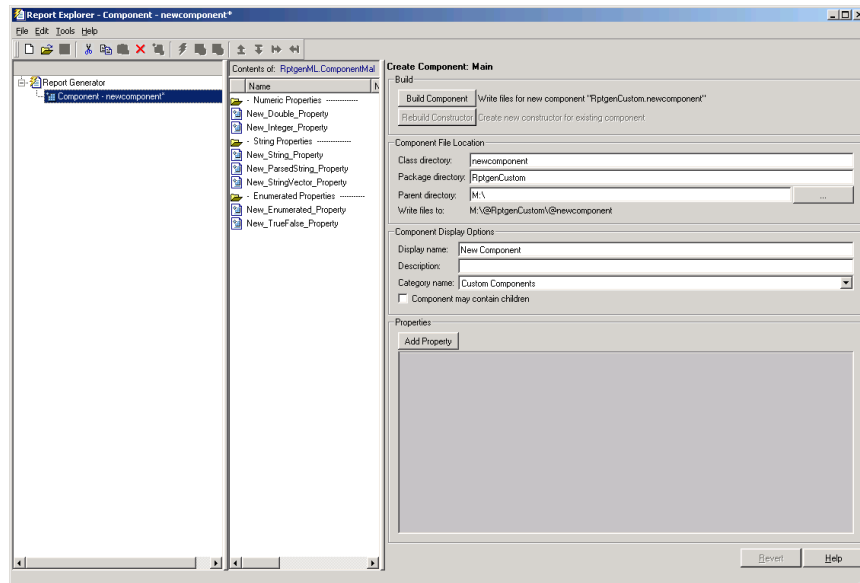 Report Explorer - Component - newcomponent*
File Edit Tools Help
Report Generator
Component - newcomponent*
Contents of: RptgenML.ComponentMak
Name
- Numeric Properties -------------
New_Double_Property
New_Integer_Property
- String Properties --------------
New_String_Property
New_ParsedString_Property
New_StringVector_Property
- Enumerated Properties ----------
New_Enumerated_Property
New_TrueFalse_Property
Create Component: Main
Build
Build Component Write files for new component "RptgenCustom.newcomponent"
Rebuild Constructor Create new constructor for existing component
Component File Location
Class directory: newcomponent
Package directory: RptgenCustom
Parent directory: M:\ ...
Write files to: M:\@RptgenCustom\@newcomponent
Component Display Options
Display name: New Component
Description:
Category name: Custom Components
Component may contain children
Properties
Add Property
Revert Help